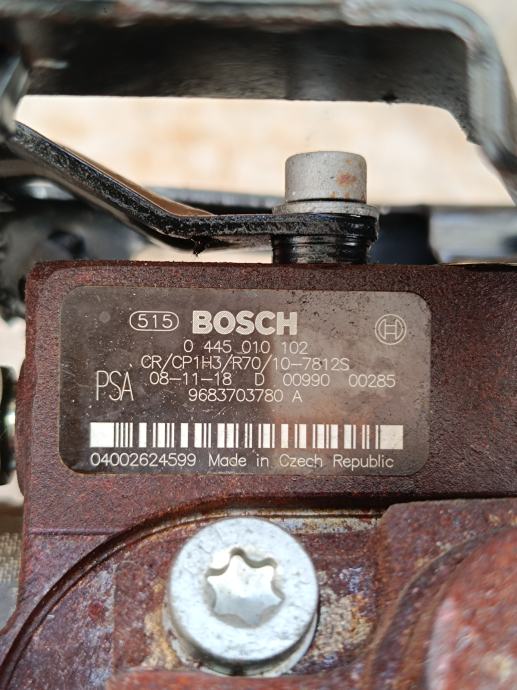 515 BOSCH
0 445 010 102
CR/CP1H3/R70/10-7812S
PSA 08-11-18 D 00990 00285
9683703780 A
04002624599 Made in Czech Republic